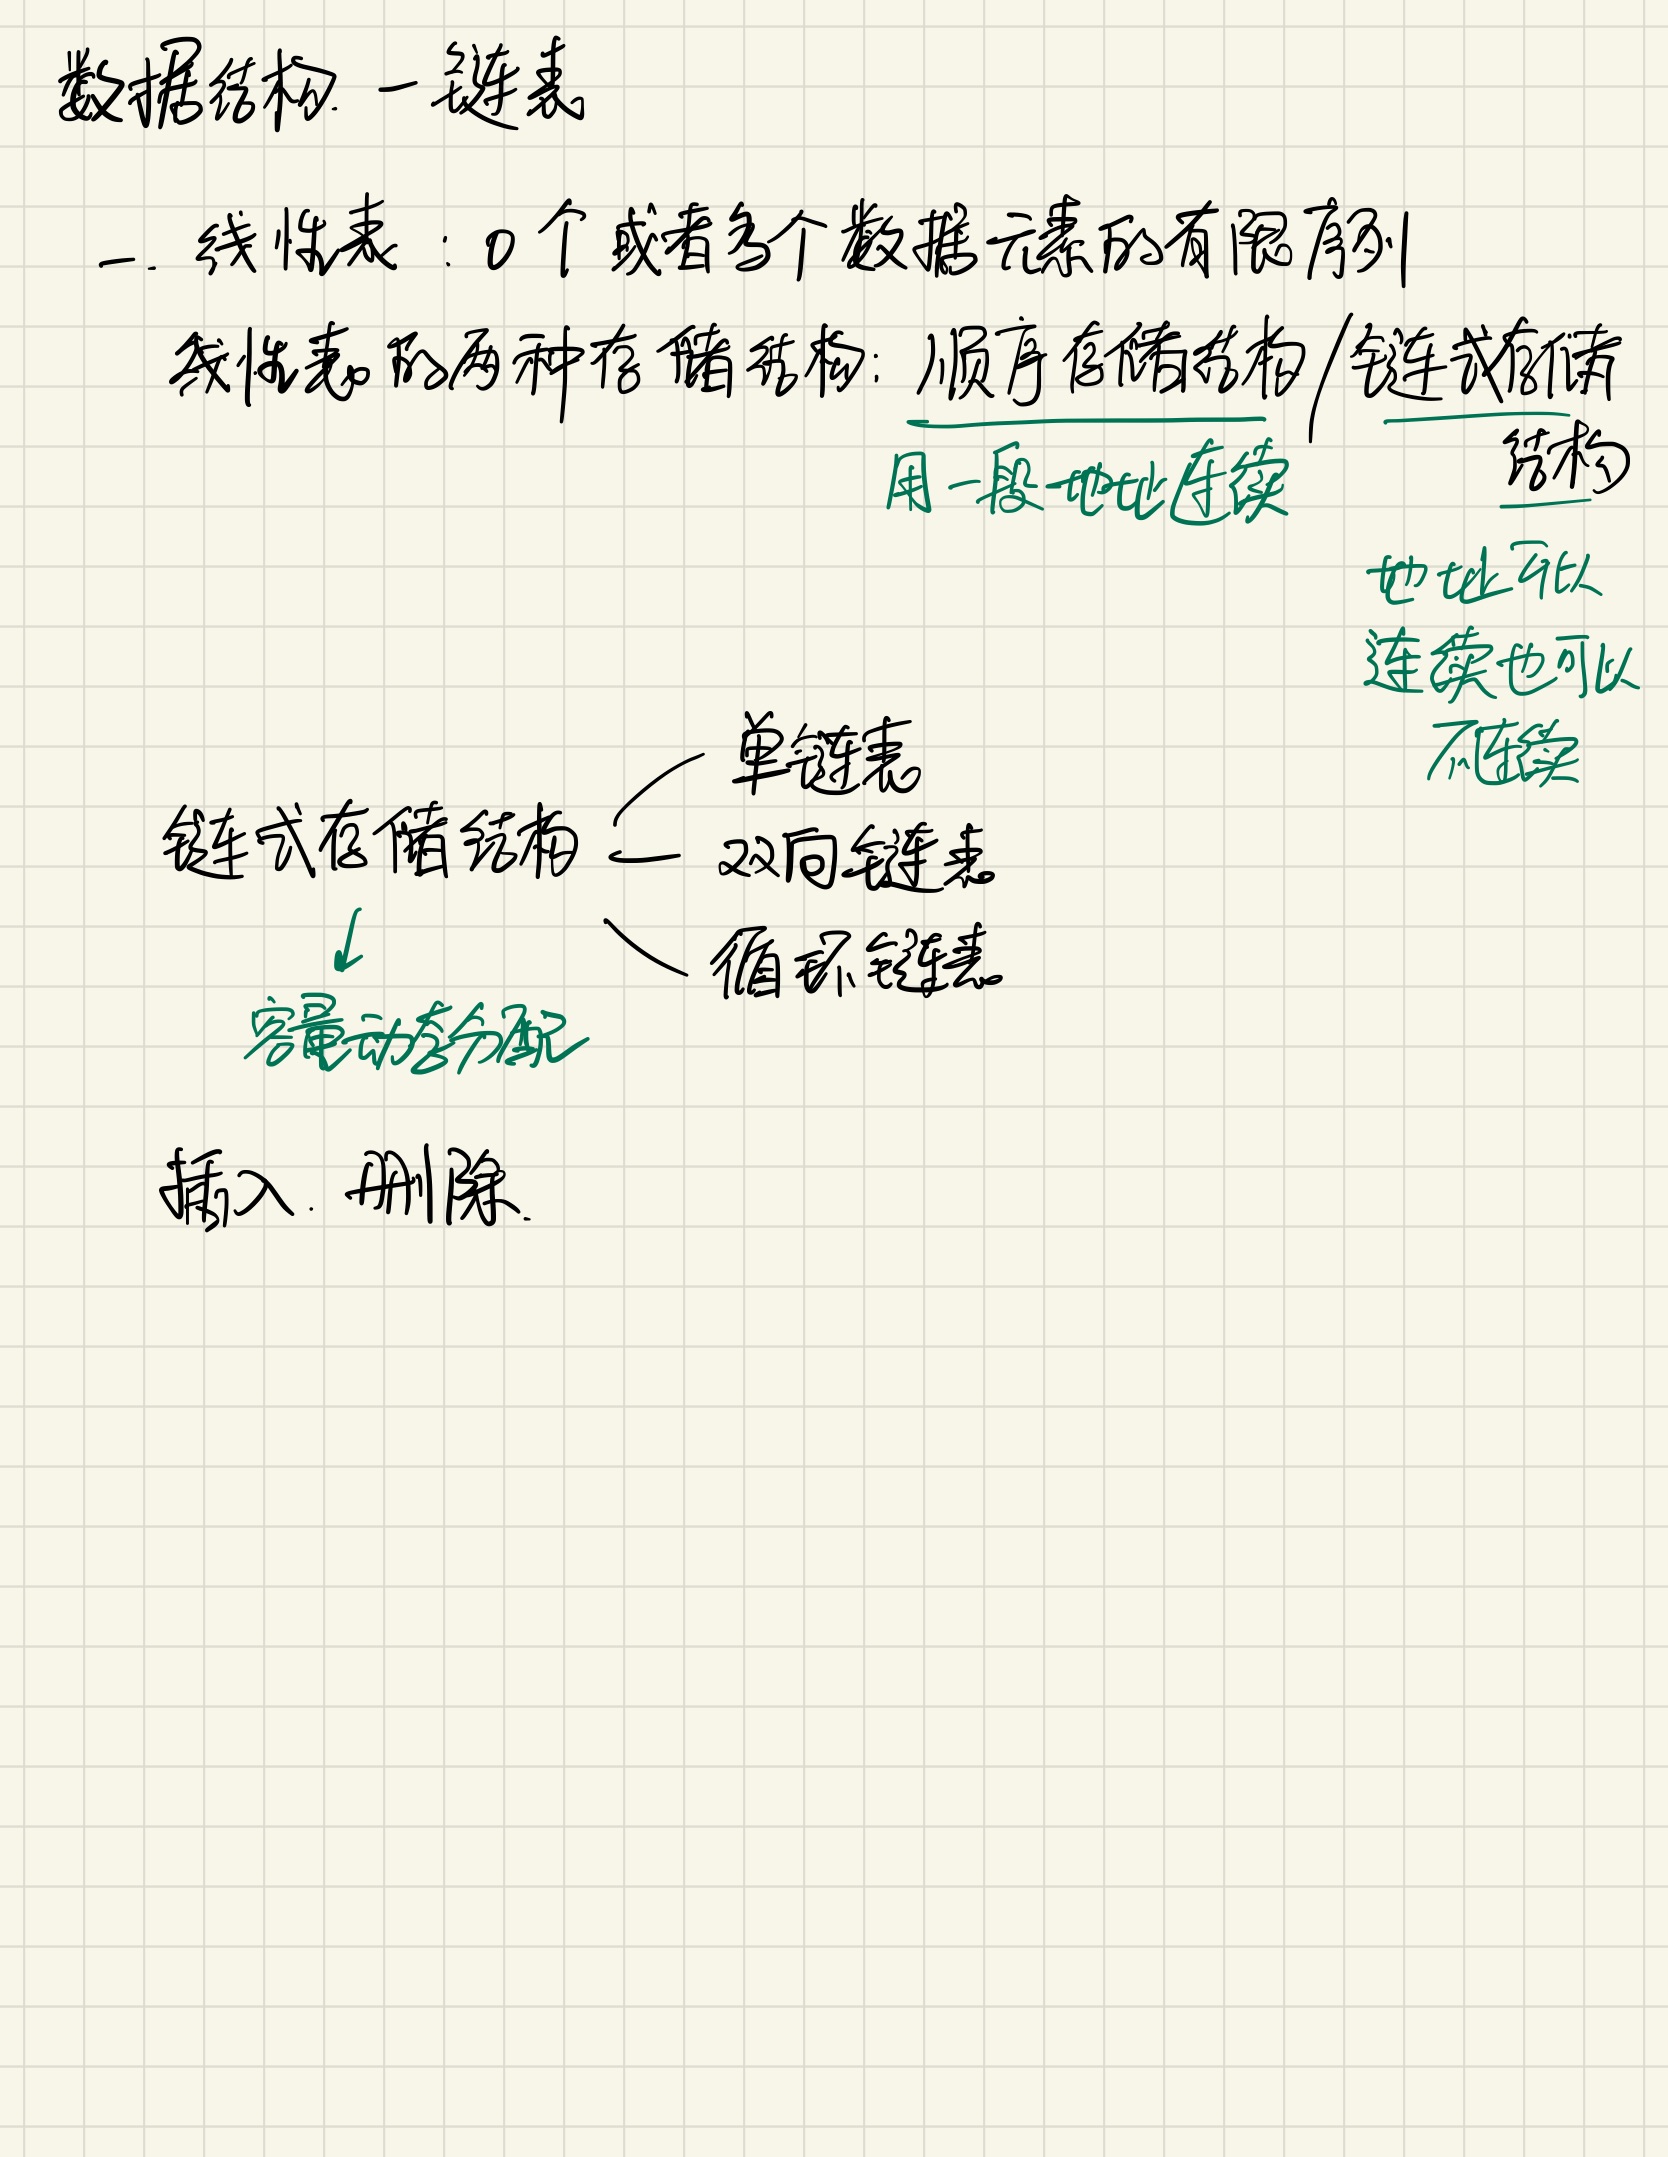 数据结构.一链表
一. 线性表：0个或者多个数据元素的有限序列
线性表的两种存储结构：顺序存储结构/链式存储
结构
用一段地址连续
地址可以
连续也可以
不连续
单链表
链式存储结构
双向链表
循环链表
容量动态分配
插入. 删除.